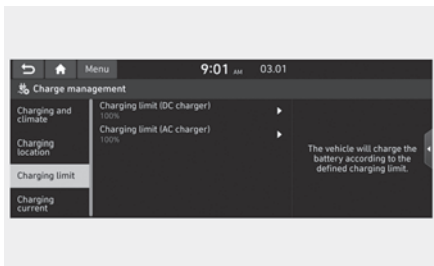 Menu
9:01 AM
03.01
Charge management
Charging and
climate
Charging
location
Charging limit
Charging
current
Charging limit (DC charger)
100%
Charging limit (AC charger)
100%
The vehicle will charge the
battery according to the
defined charging limit.